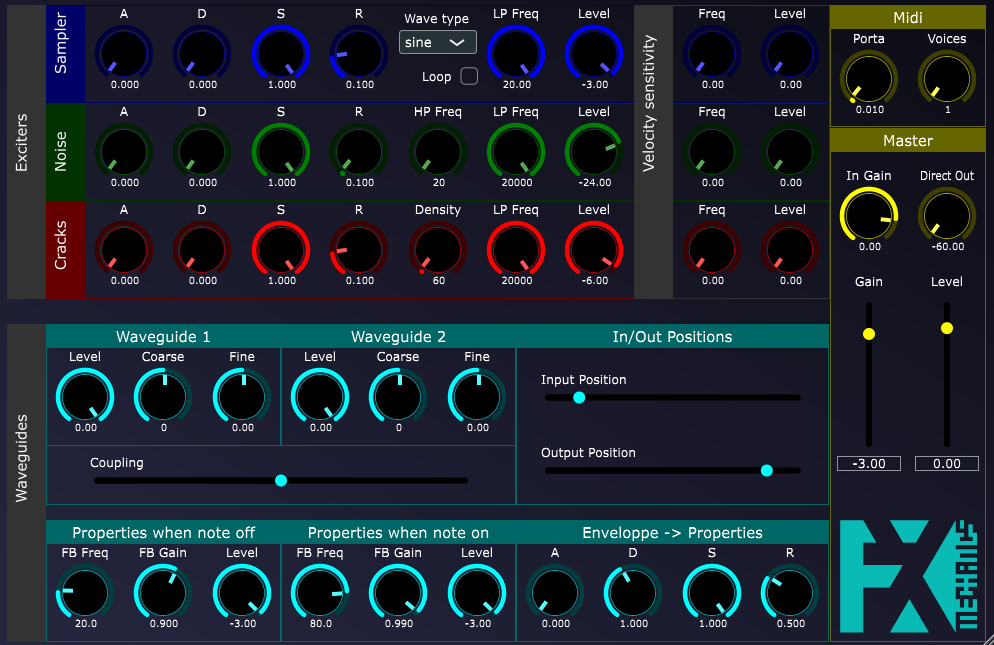 Exciters
Sampler
A D S R Wave type LP Freq Level
sine
Loop
0.000 0.000 1.000 0.100 20.00 -3.00
Noise
A D S R HP Freq LP Freq Level
0.000 0.000 1.000 0.100 20 20000 -24.00
Cracks
A D S R Density LP Freq Level
0.000 0.000 1.000 0.100 60 20000 -6.00
Velocity sensitivity
Freq Level
0.00 0.00
Freq Level
0.00 0.00
Freq Level
0.00 0.00
Midi
Porta Voices
0.010 1
Master
In Gain Direct Out
0.00 -60.00
Gain Level
-3.00 0.00
Waveguides
Waveguide 1
Level Coarse Fine
0.00 0 0.00
Waveguide 2
Level Coarse Fine
0.00 0 0.00
Coupling
In/Out Positions
Input Position
Output Position
Properties when note off
FB Freq FB Gain Level
20.0 0.900 -3.00
Properties when note on
FB Freq FB Gain Level
80.0 0.990 -3.00
Enveloppe -> Properties
A D S R
0.000 1.000 1.000 0.500
FX
MECHANICS